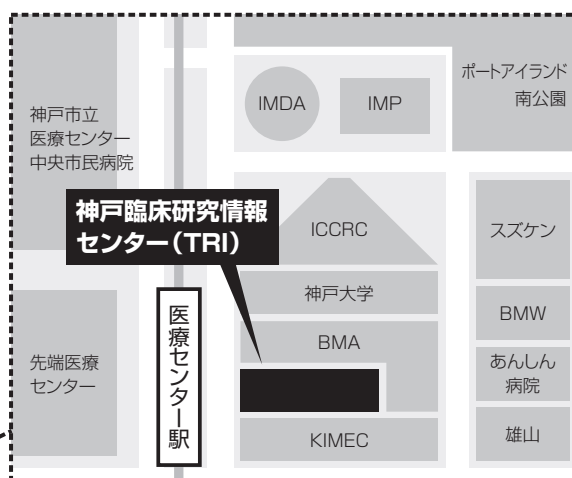 神戸市立
医療センター
中央市民病院
IMDA
IMP
ポートアイランド
南公園
神戸臨床研究情報
センター(TRI)
ICCRC
スズケン
神戸大学
BMA
BMW
医療センター駅
先端医療
センター
あんしん
病院
KIMEC
雄山